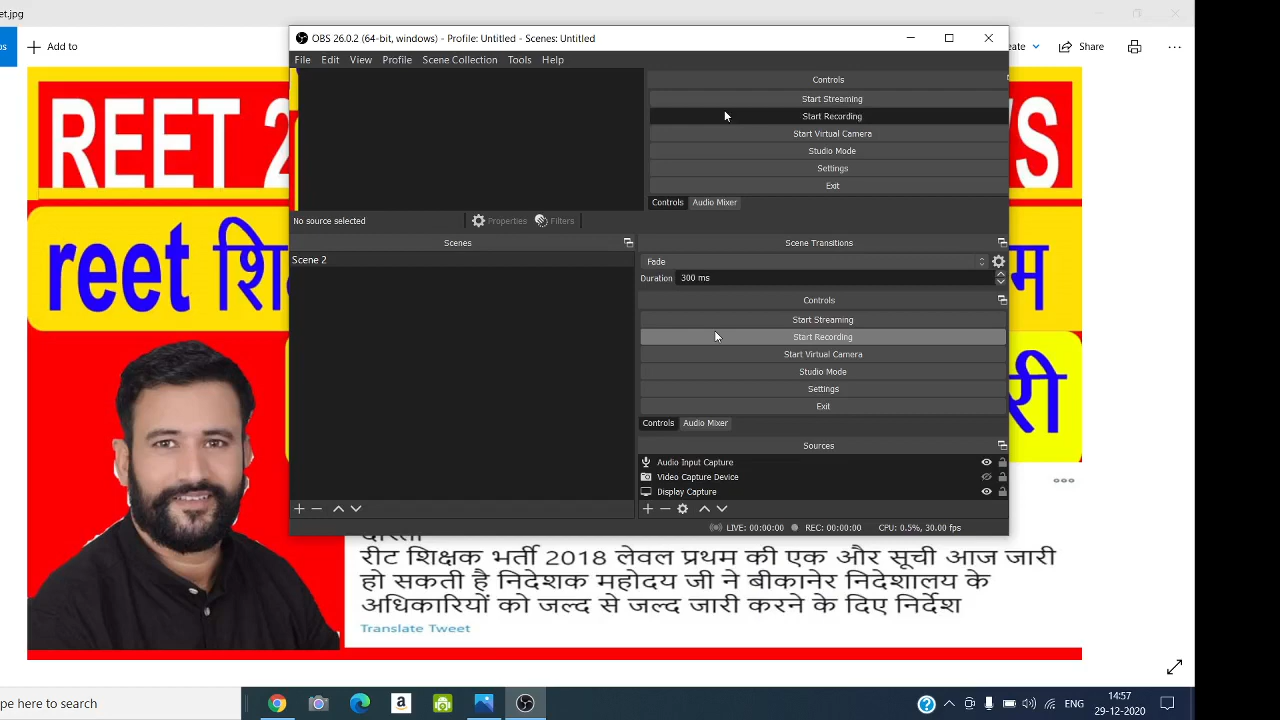 et.jpg
Add to
eate
Share
REET 2
WS
reet शि
म
री
OBS 26.0.2 (64-bit, windows) - Profile: Untitled - Scenes: Untitled
File Edit View Profile Scene Collection Tools Help
Controls
Start Streaming
Start Recording
Start Virtual Camera
Studio Mode
Settings
Exit
Controls Audio Mixer
No source selected
Properties
Filters
Scenes
Scene 2
Scene Transitions
Fade
Duration 300 ms
Controls
Start Streaming
Start Recording
Start Virtual Camera
Studio Mode
Settings
Exit
Controls Audio Mixer
Sources
Audio Input Capture
Video Capture Device
Display Capture
LIVE: 00:00:00 REC: 00:00:00 CPU: 0.5%, 30.00 fps
रीट शिक्षक भर्ती 2018 लेवल प्रथम की एक और सूची आज जारी
हो सकती है निदेशक महोदय जी ने बीकानेर निदेशालय के
अधिकारियों को जल्द से जल्द जारी करने के दिए निर्देश
Translate Tweet
pe here to search
ENG
14:57
29-12-2020